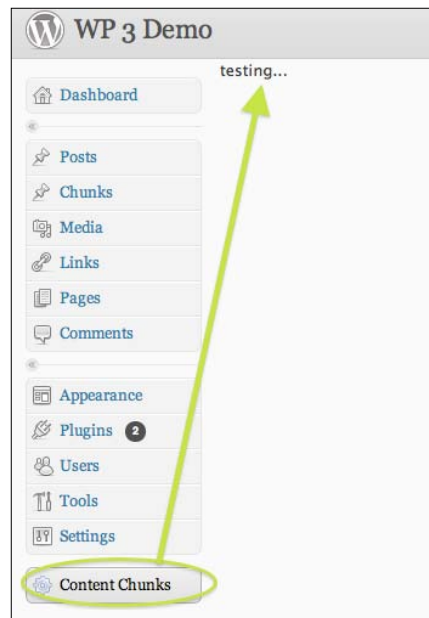 WP 3 Demo
testing...
Dashboard
Posts
Chunks
Media
Links
Pages
Comments
Appearance
Plugins 2
Users
Tools
Settings
Content Chunks